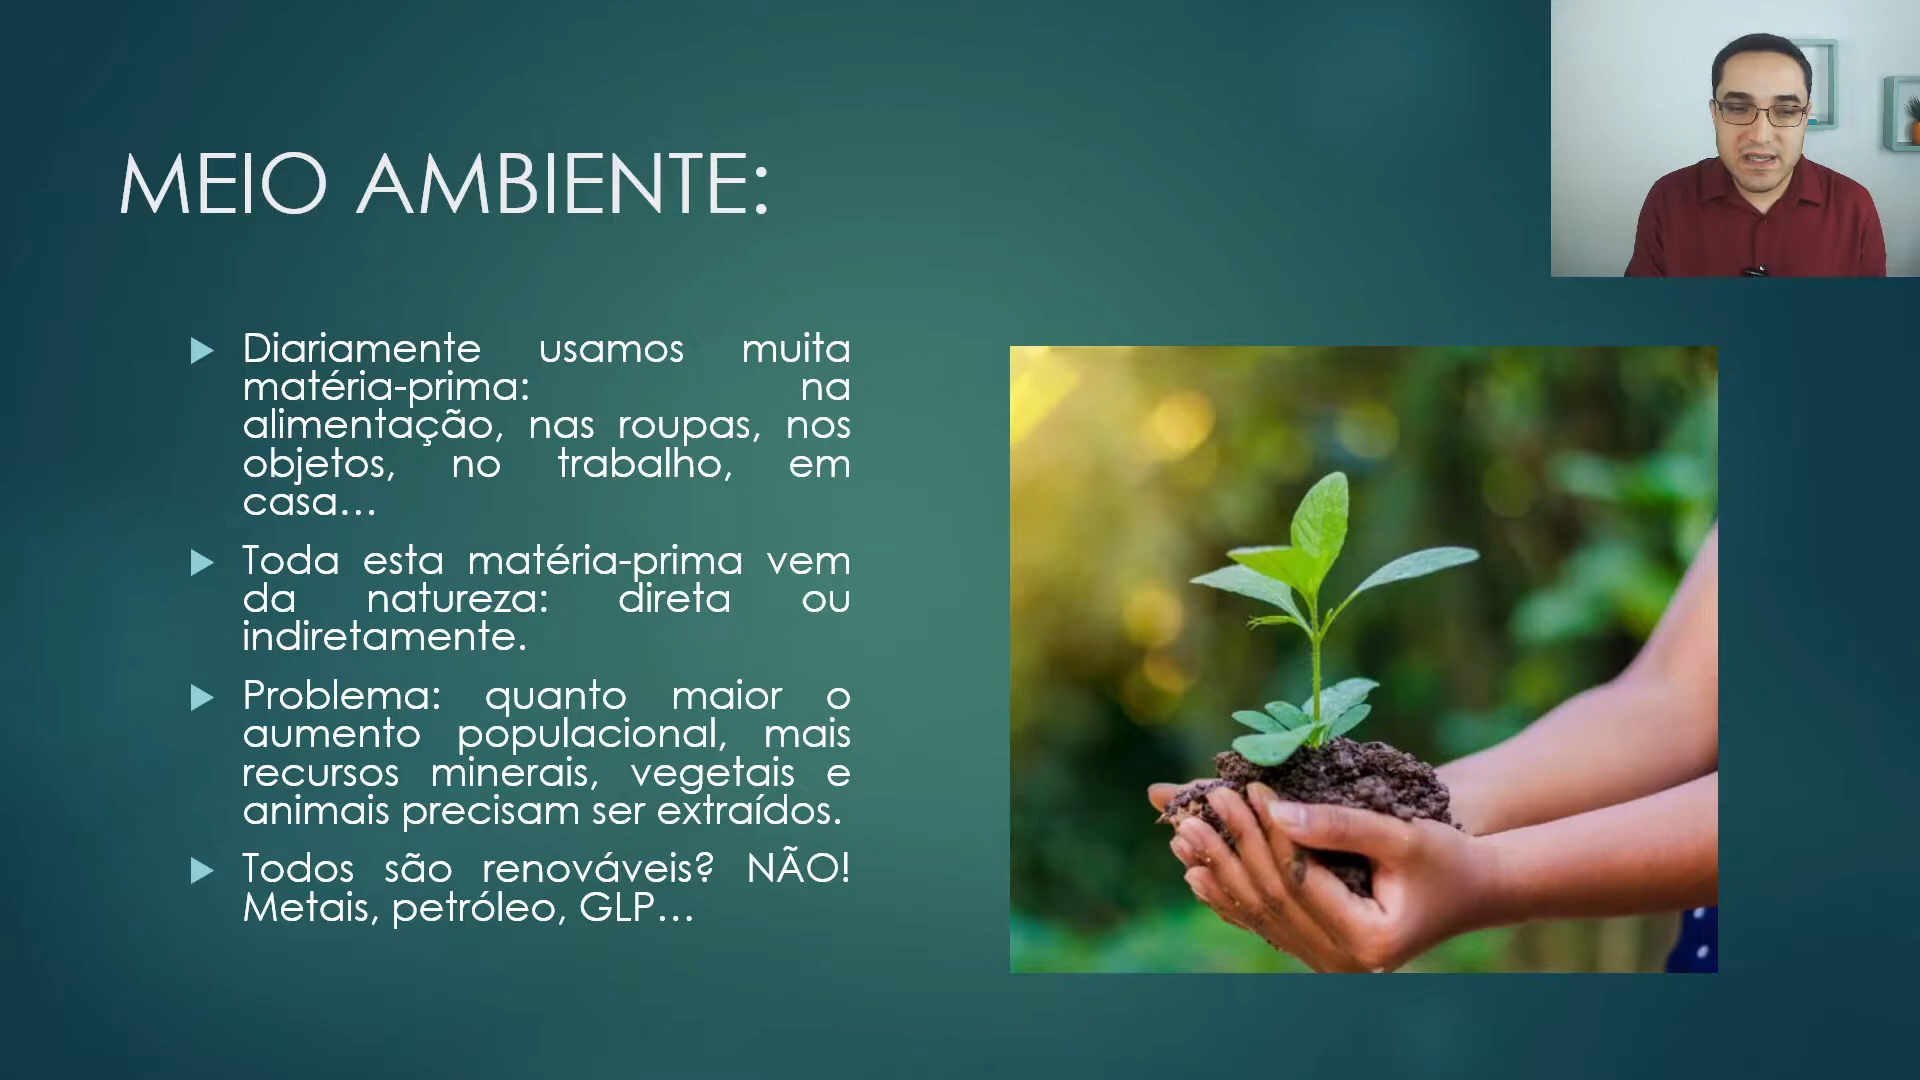 MEIO AMBIENTE:
Diariamente usamos muita
matéria-prima: na
alimentação, nas roupas, nos
objetos, no trabalho, em
casa...
Toda esta matéria-prima vem
da natureza: direta ou
indiretamente.
Problema: quanto maior o
aumento populacional, mais
recursos minerais, vegetais e
animais precisam ser extraídos.
Todos são renováveis? NÃO!
Metais, petróleo, GLP...